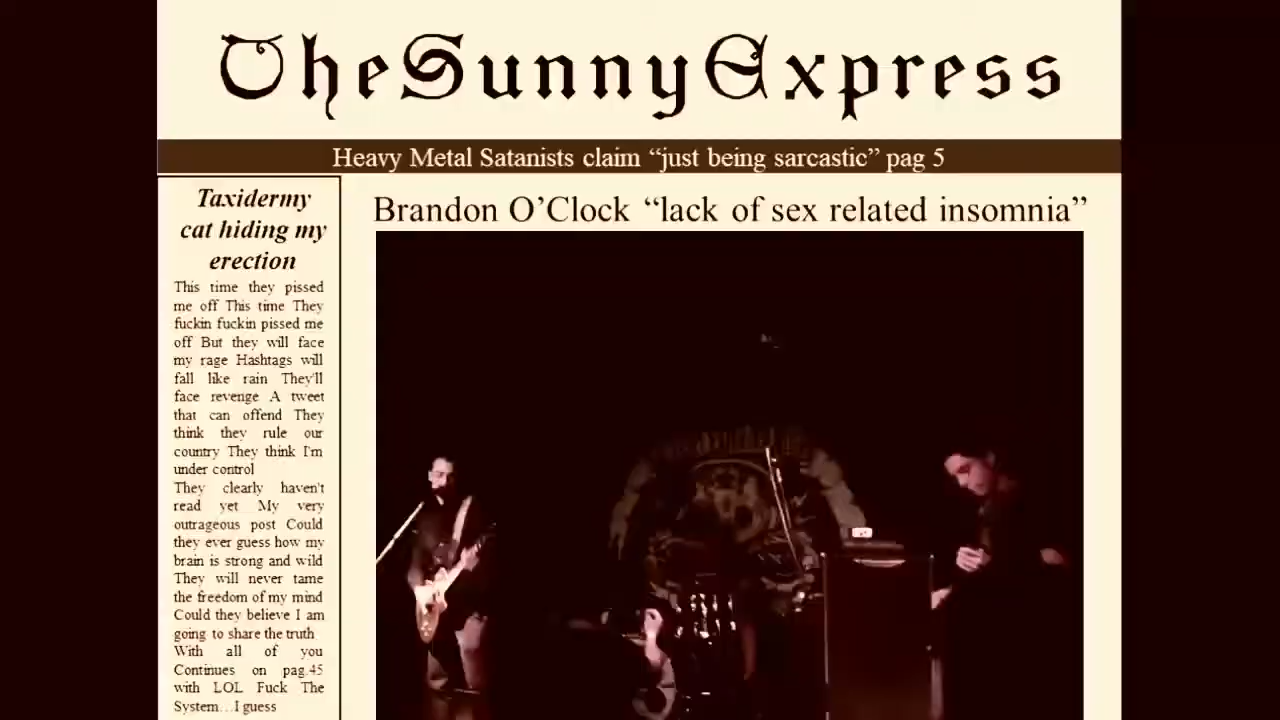 TheSunnyExpress
Heavy Metal Satanists claim “just being sarcastic” pag 5
Taxidermy
cat hiding my
erection
This time they pissed
me off This time They
fuckin fuckin pissed me
off But they will face
my rage Hashtags will
fall like rain They'll
face revenge A tweet
that can offend They
think they rule our
country They think I'm
under control
They clearly haven't
read yet My very
outrageous post Could
they ever guess how my
brain is strong and wild
They will never tame
the freedom of my mind
Could they believe I am
going to share the truth
With all of you
Continues on pag.45
with LOL Fuck The
System…I guess
Brandon O’Clock “lack of sex related insomnia”